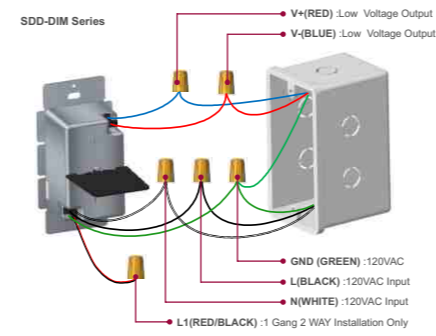 SDD-DIM Series
V+(RED) :Low Voltage Output
V-(BLUE) :Low Voltage Output
GND (GREEN) :120VAC
L(BLACK) :120VAC Input
N(WHITE) :120VAC Input
L1(RED/BLACK) :1 Gang 2 WAY Installation Only